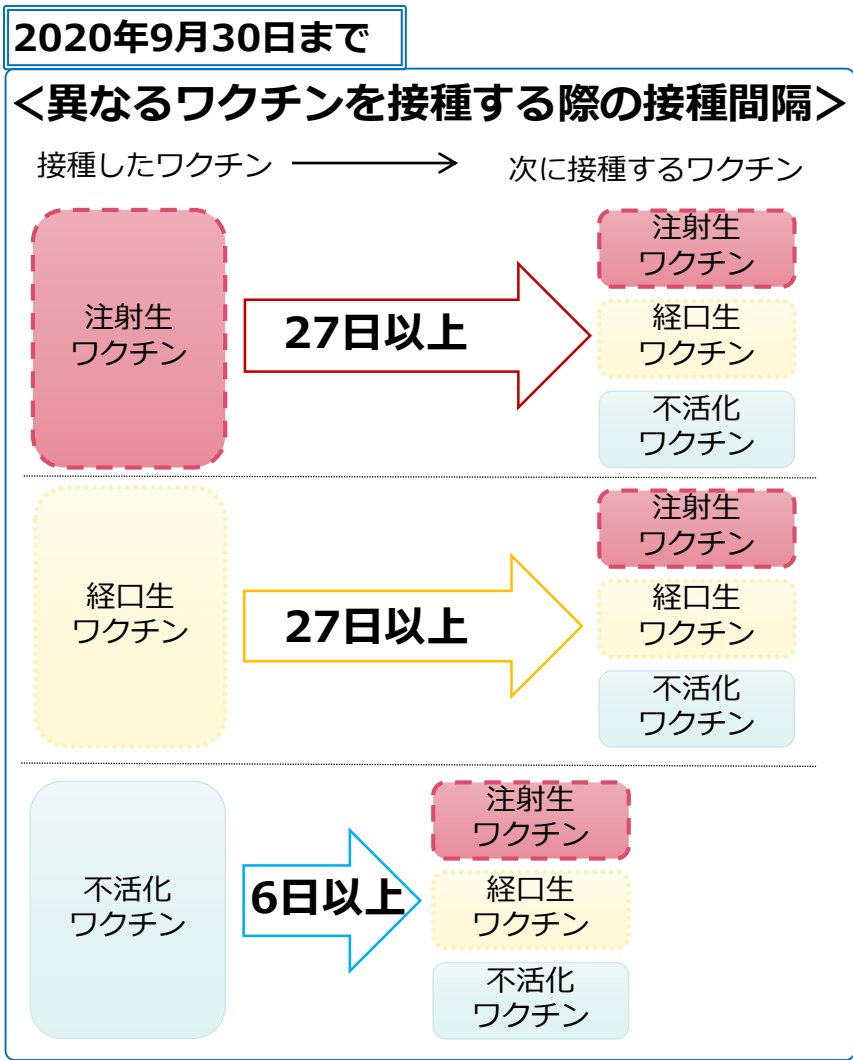 2020年9月30日まで
＜異なるワクチンを接種する際の接種間隔＞
接種したワクチン
次に接種するワクチン
注射生
ワクチン
27日以上
注射生
ワクチン
経口生
ワクチン
不活化
ワクチン
経口生
ワクチン
27日以上
注射生
ワクチン
経口生
ワクチン
不活化
ワクチン
不活化
ワクチン
6日以上
注射生
ワクチン
経口生
ワクチン
不活化
ワクチン